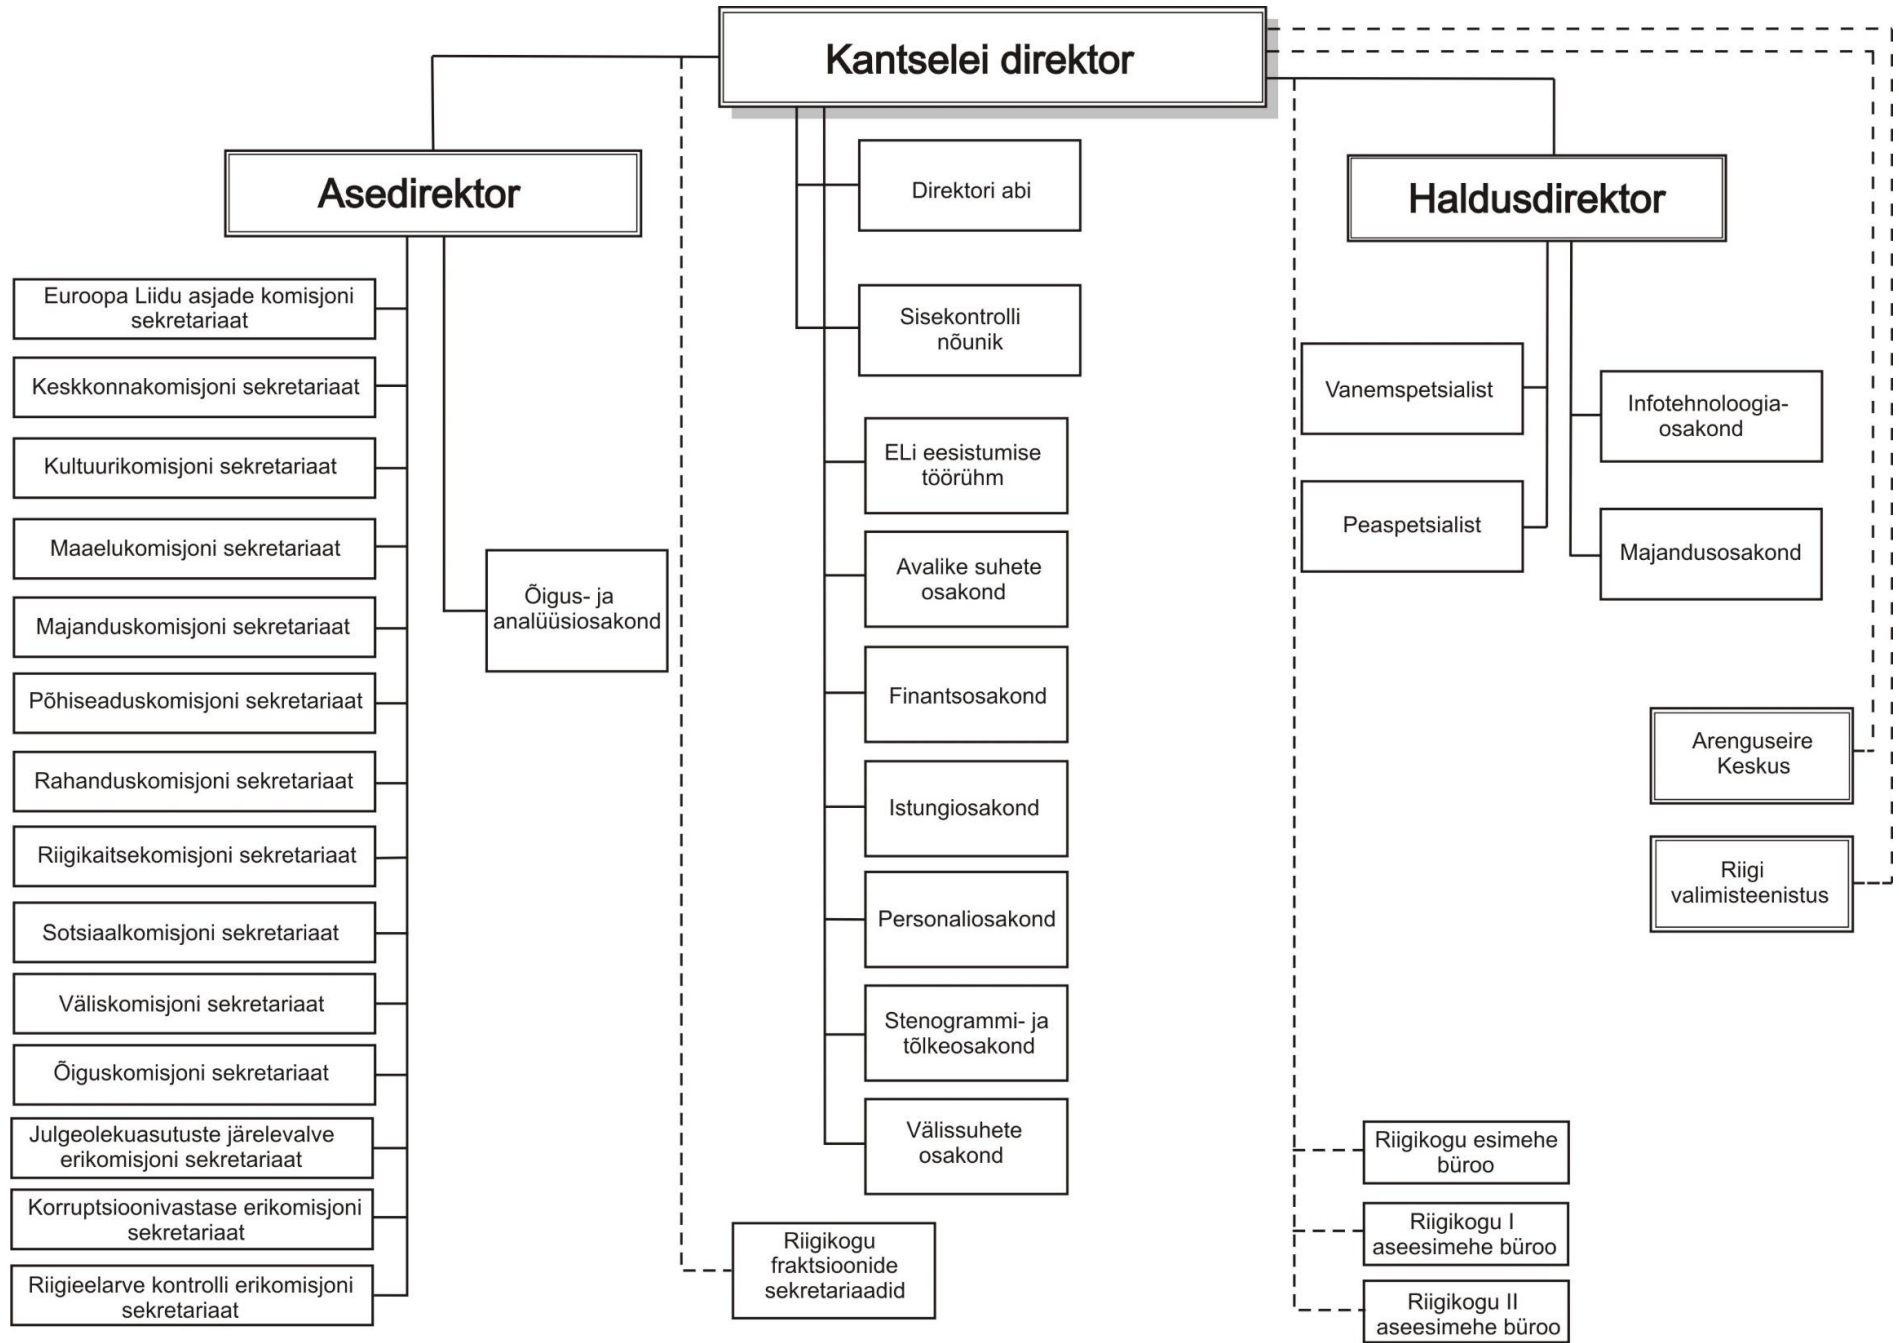 Kantselei direktor
Asedirektor
Euroopa Liidu asjade komisjoni
sekretariaat
Keskkonnakomisjoni sekretariaat
Kultuurikomisjoni sekretariaat
Maaelukomisjoni sekretariaat
Majanduskomisjoni sekretariaat
Põhiseaduskomisjoni sekretariaat
Rahanduskomisjoni sekretariaat
Riigikaitsekomisjoni sekretariaat
Sotsiaalkomisjoni sekretariaat
Väliskomisjoni sekretariaat
Õiguskomisjoni sekretariaat
Julgeolekuasutuste järelevalve
erikomisjoni sekretariaat
Korruptsioonivastase erikomisjoni
sekretariaat
Riigieelarve kontrolli erikomisjoni
sekretariaat
Õigus- ja
analüüsiosakond
Direktori abi
Sisekontrolli
nõunik
ELi eesistumise
töörühm
Avalike suhete
osakond
Finantsosakond
Istungiosakond
Personaliosakond
Stenogrammi- ja
tõlkeosakond
Välissuhete
osakond
Riigikogu
fraktsioonide
sekretariaadid
Haldusdirektor
Vanemspetsialist
Peaspetsialist
Infotehnoloogia-
osakond
Majandusosakond
Arenguseire
Keskus
Riigi
valimisteenistus
Riigikogu esimehe
büroo
Riigikogu I
aseesimehe büroo
Riigikogu II
aseesimehe büroo